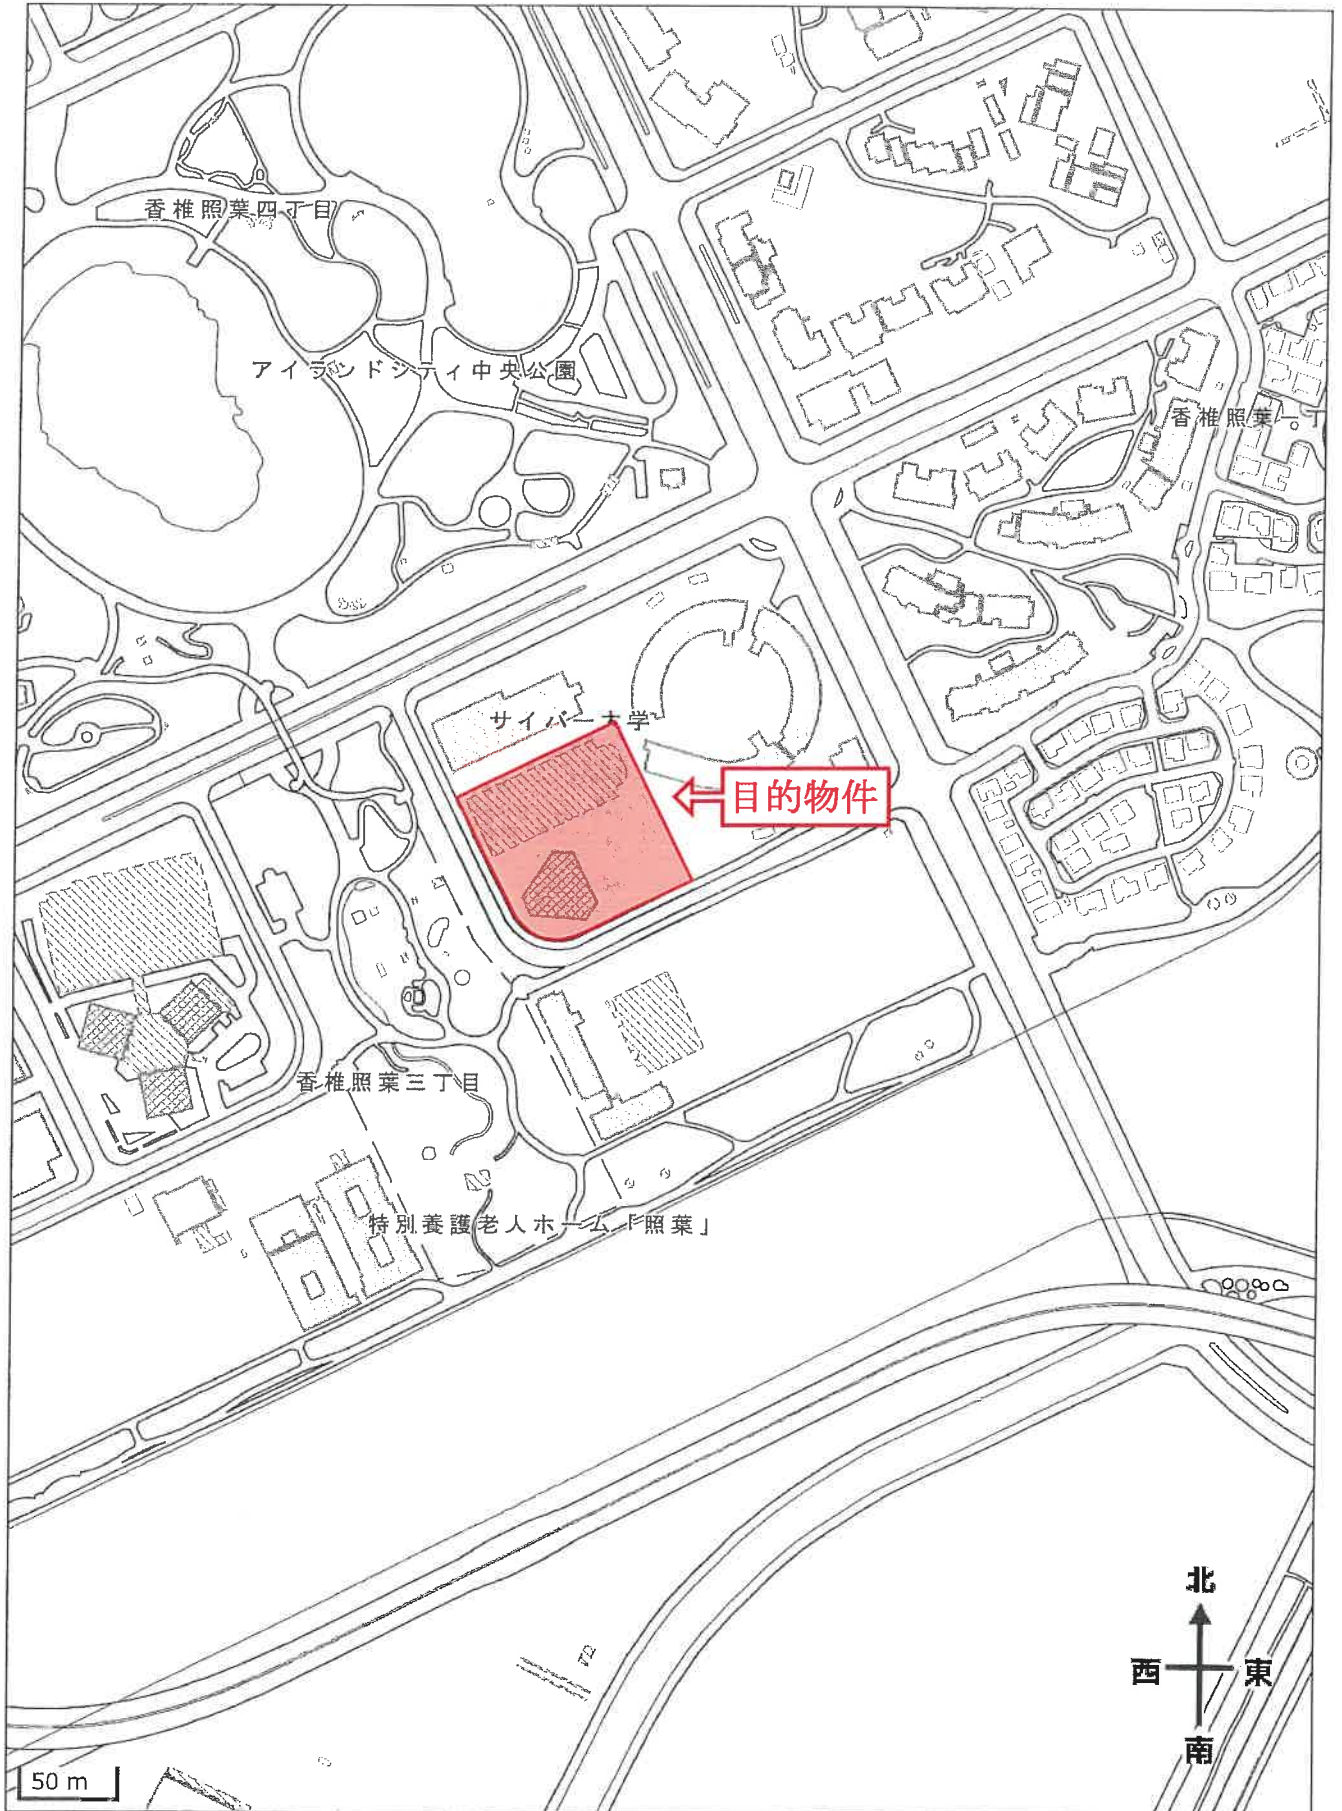 香椎照葉四丁目
アイランドシティ中央公園
香椎照葉一丁
サイバー大学
目的物件
香椎照葉三丁目
特別養護老人ホーム「照葉」
北
西
東
南
50 m